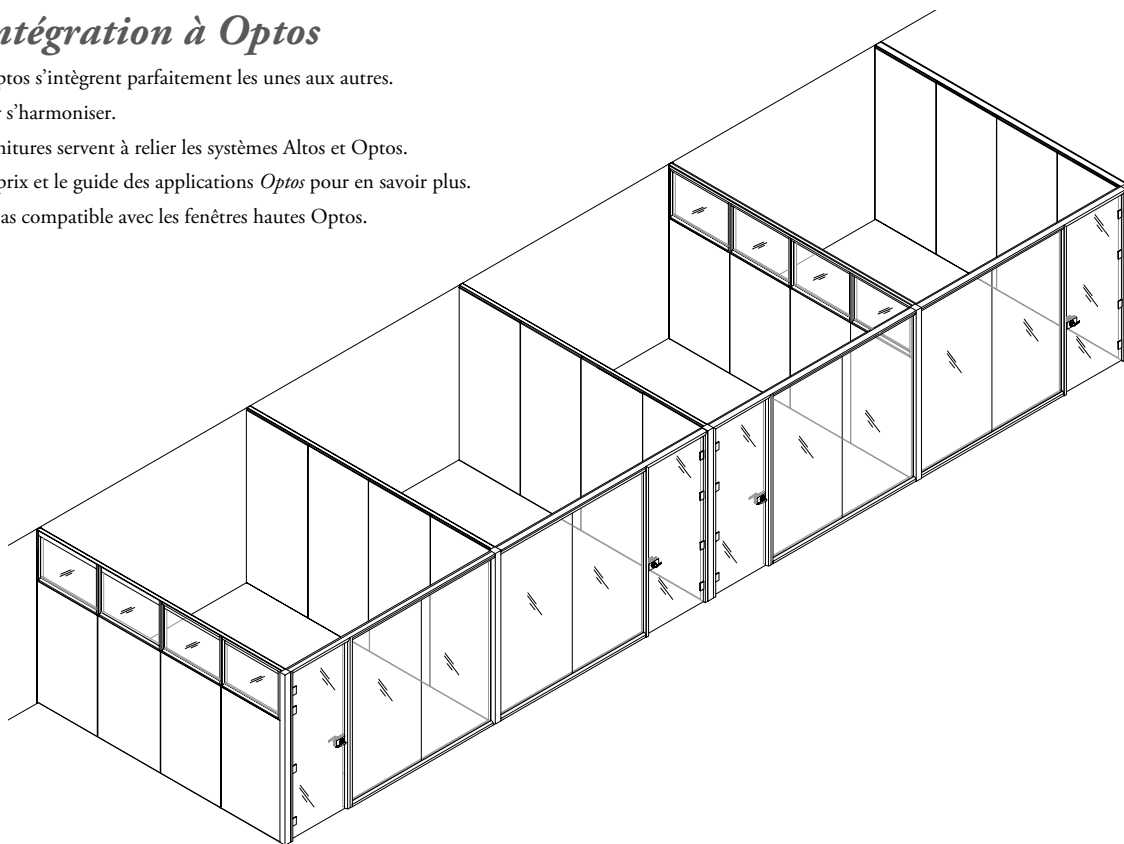 ntégration à Optos
ptos s'intègrent parfaitement les unes aux autres.
s'harmoniser.
nitures servent à relier les systèmes Altos et Optos.
prix et le guide des applications Optos pour en savoir plus.
as compatible avec les fenêtres hautes Optos.